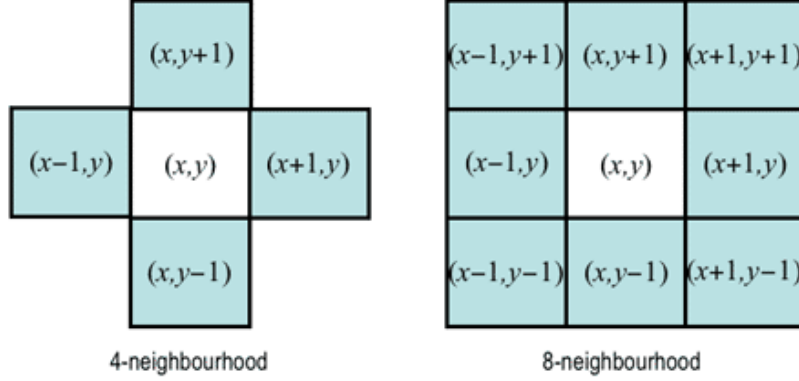 (x,y+1)
(x−1,y) (x,y) (x+1,y)
(x,y−1)
4-neighbourhood
(x−1,y+1) (x,y+1) (x+1,y+1)
(x−1,y) (x,y) (x+1,y)
(x−1,y−1) (x,y−1) (x+1,y−1)
8-neighbourhood